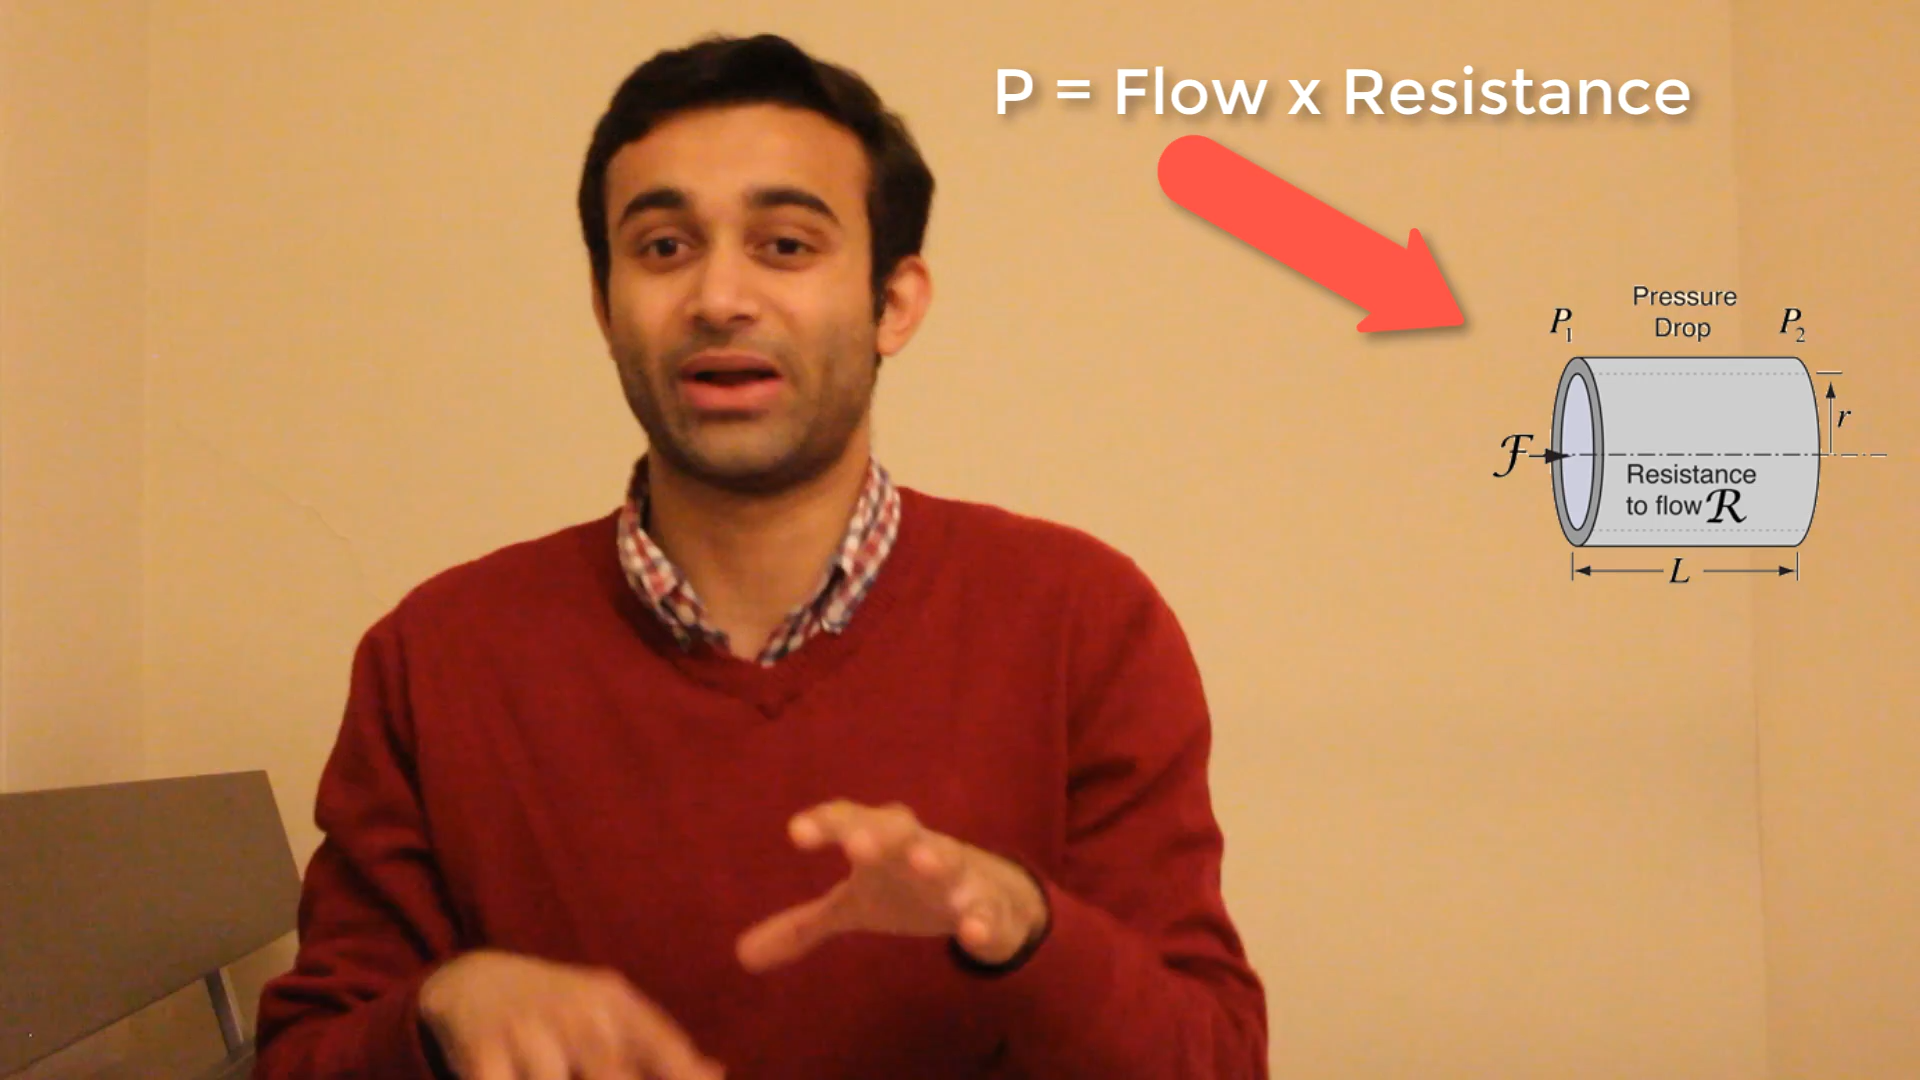 P = Flow x Resistance
Pressure
Drop
P1
P2
r
F
Resistance
to flow R
L